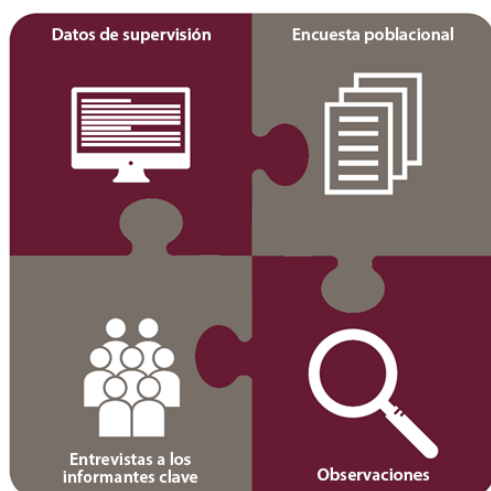 Datos de supervisión
Encuesta poblacional
Entrevistas a los
informantes clave
Observaciones